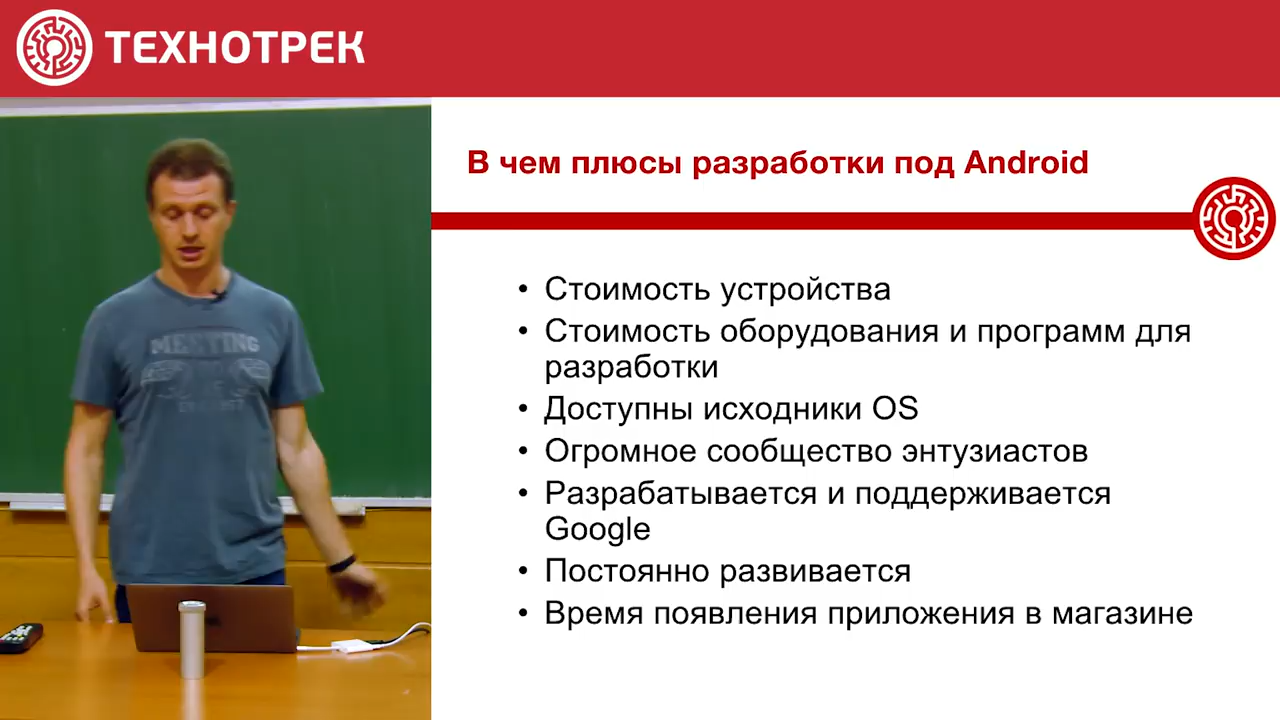 ТЕХНОТРЕК
В чем плюсы разработки под Android
• Стоимость устройства
• Стоимость оборудования и программ для
разработки
• Доступны исходники OS
• Огромное сообщество энтузиастов
• Разрабатывается и поддерживается
Google
• Постоянно развивается
• Время появления приложения в магазине
MEETING